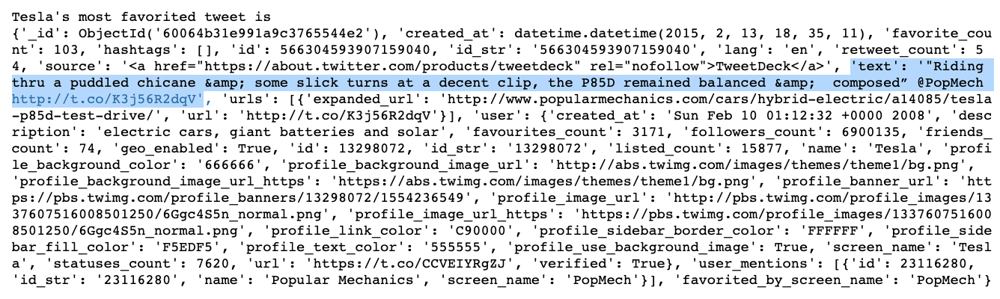 Tesla's most favorited tweet is
{'_id': ObjectId('60064b31e991a9c3765544e2'), 'created_at': datetime.datetime(2015, 2, 13, 18, 35, 11), 'favorite_cou
nt': 103, 'hashtags': [], 'id': 566304593907159040, 'id_str': '566304593907159040', 'lang': 'en', 'retweet_count': 5
4, 'source': '<a href="https://about.twitter.com/products/tweetdeck" rel="nofollow">TweetDeck</a>', 'text': '"Riding
thru a puddled chicane &amp; some slick turns at a decent clip, the P85D remained balanced &amp;  composed” @PopMech
http://t.co/K3j56R2dqV', 'urls': [{'expanded_url': 'http://www.popularmechanics.com/cars/hybrid-electric/a14085/tesla
-p85d-test-drive/', 'url': 'http://t.co/K3j56R2dqV'}], 'user': {'created_at': 'Sun Feb 10 01:12:32 +0000 2008', 'desc
ription': 'electric cars, giant batteries and solar', 'favourites_count': 3171, 'followers_count': 6900135, 'friends_
count': 74, 'geo_enabled': True, 'id': 13298072, 'id_str': '13298072', 'listed_count': 15877, 'name': 'Tesla', 'profi
le_background_color': '666666', 'profile_background_image_url': 'http://abs.twimg.com/images/themes/theme1/bg.png',
'profile_background_image_url_https': 'https://abs.twimg.com/images/themes/theme1/bg.png', 'profile_banner_url': 'htt
ps://pbs.twimg.com/profile_banners/13298072/1554236549', 'profile_image_url': 'http://pbs.twimg.com/profile_images/13
37607516008501250/6Ggc4S5n_normal.png', 'profile_image_url_https': 'https://pbs.twimg.com/profile_images/133760751600
8501250/6Ggc4S5n_normal.png', 'profile_link_color': 'C90000', 'profile_sidebar_border_color': 'FFFFFF', 'profile_side
bar_fill_color': 'F5EDF5', 'profile_text_color': '555555', 'profile_use_background_image': True, 'screen_name': 'Tesl
a', 'statuses_count': 7620, 'url': 'https://t.co/CCVEIYRgZJ', 'verified': True}, 'user_mentions': [{'id': 23116280,
'id_str': '23116280', 'name': 'Popular Mechanics', 'screen_name': 'PopMech'}], 'favorited_by_screen_name': 'PopMech'}